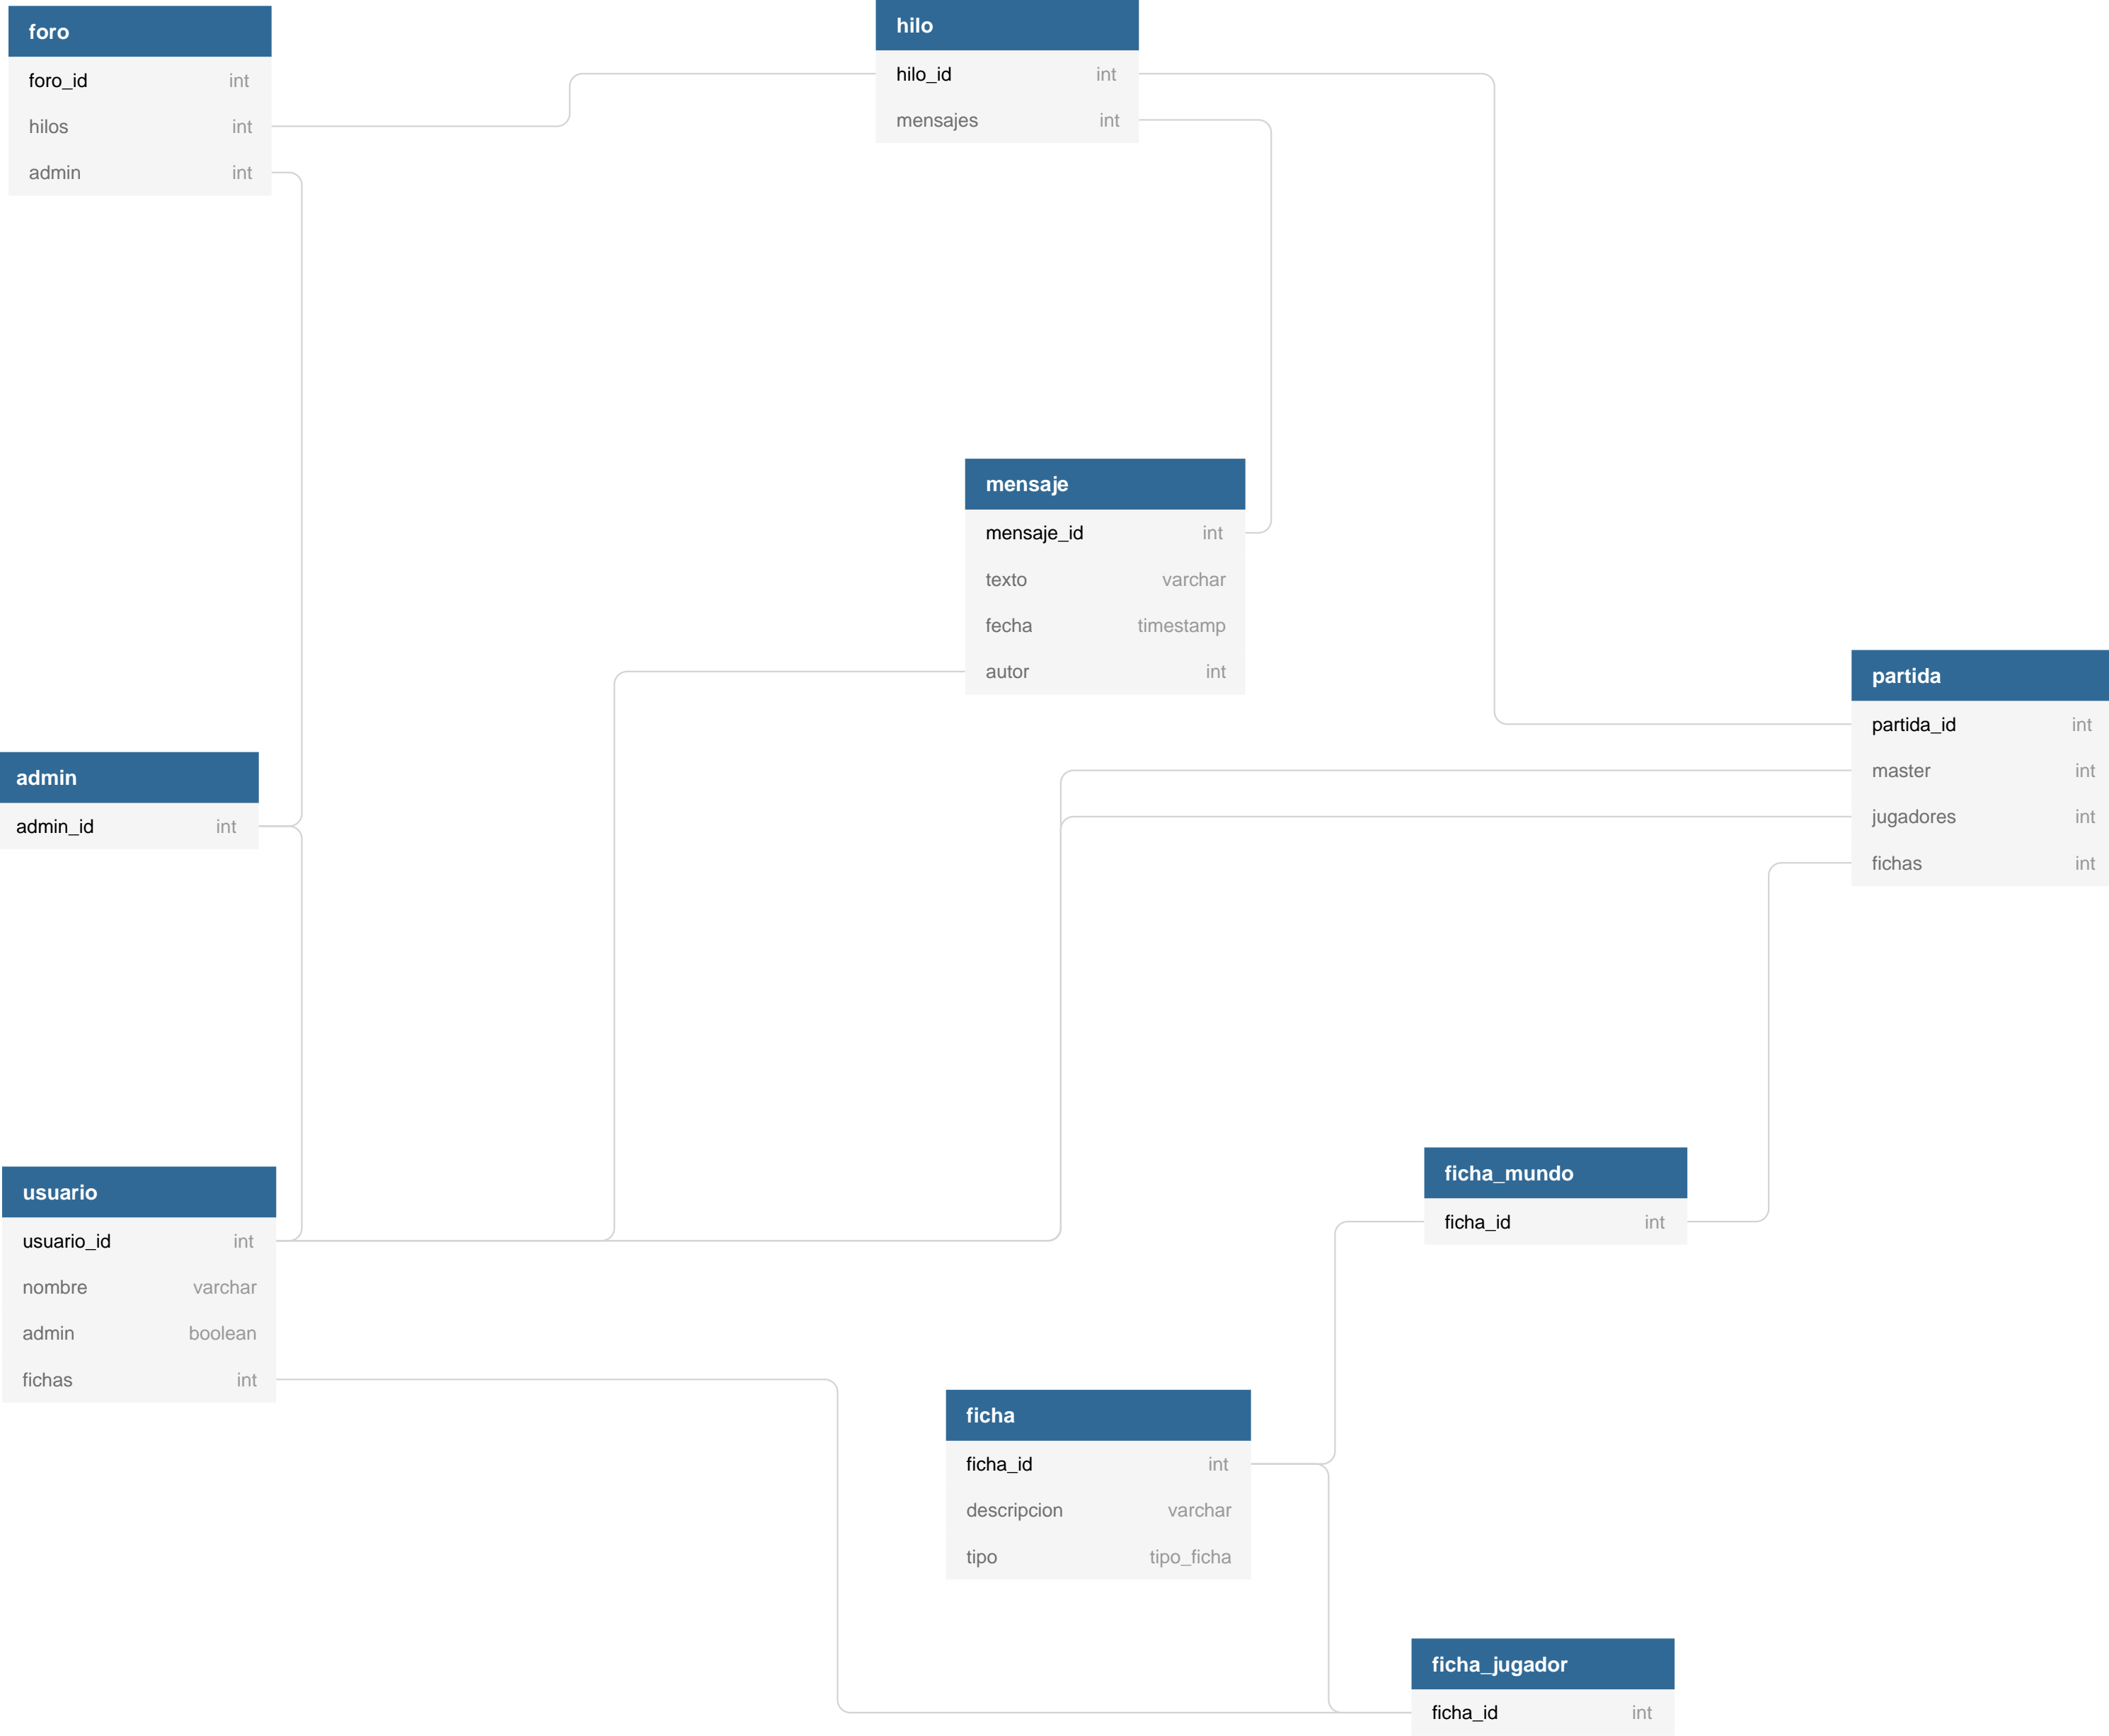 foro
foro_id int
hilos int
admin int
hilo
hilo_id int
mensajes int
mensaje
mensaje_id int
texto varchar
fecha timestamp
autor int
partida
partida_id int
master int
jugadores int
fichas int
admin
admin_id int
usuario
usuario_id int
nombre varchar
admin boolean
fichas int
ficha_mundo
ficha_id int
ficha
ficha_id int
descripcion varchar
tipo tipo_ficha
ficha_jugador
ficha_id int